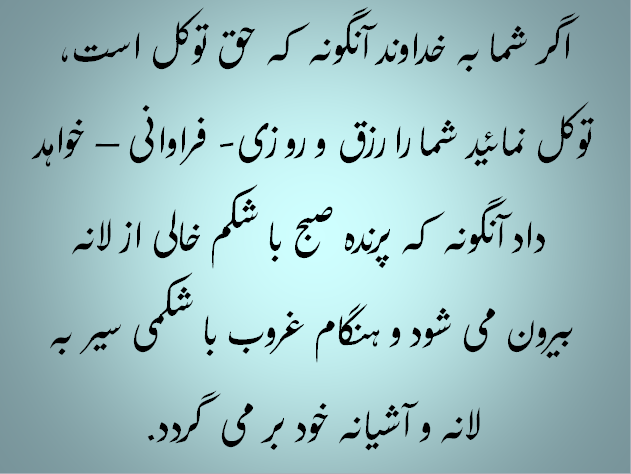 اگر شما به خداوند آنگونه که حق توکل است،
توکل نمائید شما را رزق و روزی- فراوانی – خواهد
داد آنگونه که پرنده صبح با شکم خالی از لانه
بیرون می شود و هنگام غروب با شکمی سیر به
لانه و آشیانه خود بر می گردد.